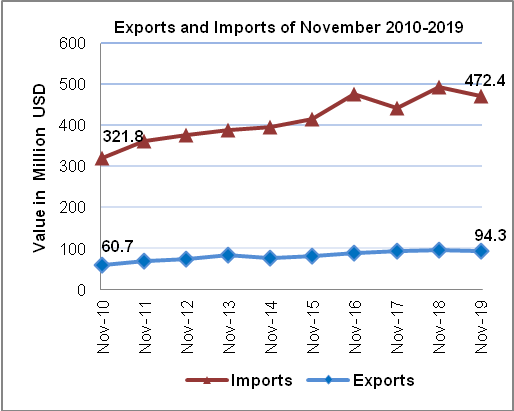 Exports and Imports of November 2010-2019
Value in Million USD
600
500
400
300
200
100
0
321.8
472.4
60.7
94.3
Nov-10
Nov-11
Nov-12
Nov-13
Nov-14
Nov-15
Nov-16
Nov-17
Nov-18
Nov-19
Imports Exports